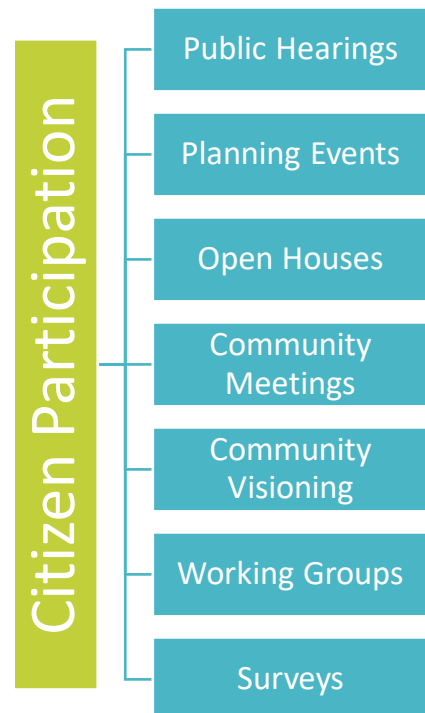 Citizen Participation
Public Hearings
Planning Events
Open Houses
Community
Meetings
Community
Visioning
Working Groups
Surveys